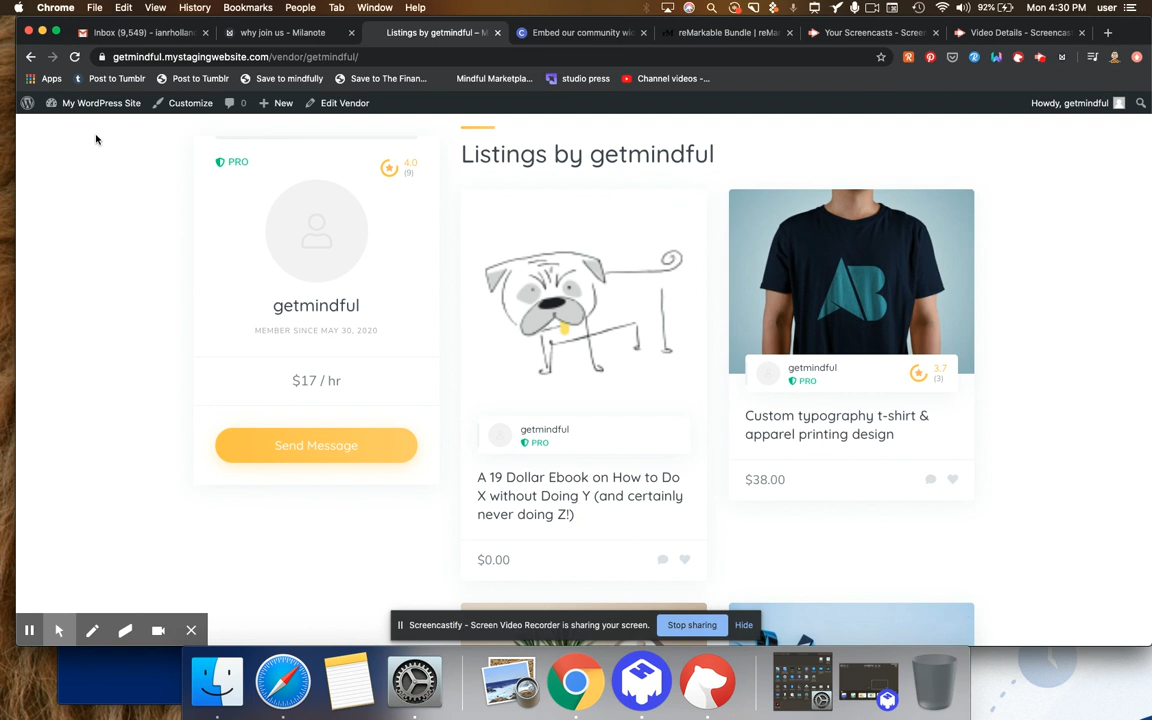 Chrome File Edit View History Bookmarks People Tab Window Help 92% Mon 4:30 PM user
Inbox (9,549) – ianrhollan why join us - Milanote Listings by getmindful – M Embed our community wid reMarkable Bundle | reMar Your Screencasts – Screen Video Details - Screencast
getmindful.mystagingwebsite.com/vendor/getmindful/
Apps Post to Tumblr Post to Tumblr Save to mindfully Save to The Finan... Mindful Marketpla... studio press Channel videos -...
My WordPress Site Customize 0 New Edit Vendor Howdy, getmindful
PRO
4.0
(9)
getmindful
MEMBER SINCE MAY 30, 2020
$17 / hr
Send Message
Listings by getmindful
getmindful
PRO
A 19 Dollar Ebook on How to Do
X without Doing Y (and certainly
never doing Z!)
$0.00
AB
getmindful
PRO
3.7
(3)
Custom typography t-shirt &
apparel printing design
$38.00
Screencastify - Screen Video Recorder is sharing your screen. Stop sharing Hide